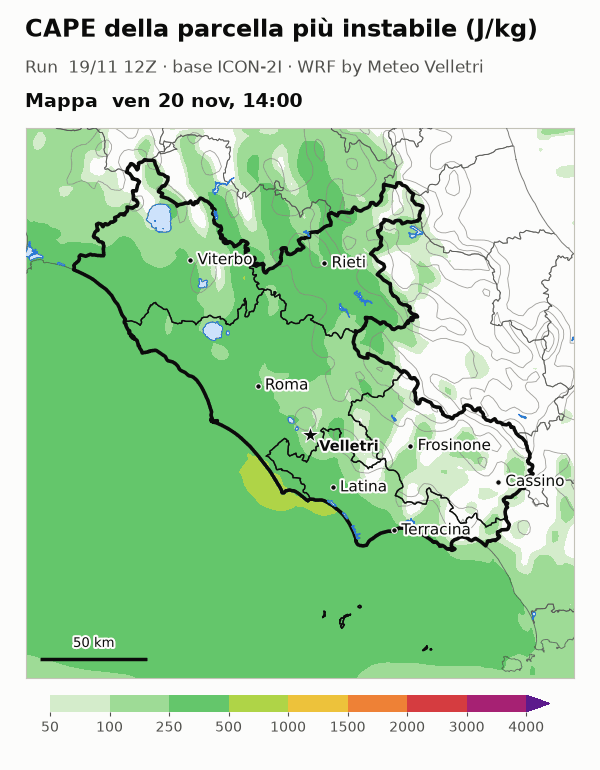 CAPE della parcella più instabile (J/kg)
Run  19/11 12Z · base ICON-2I · WRF by Meteo Velletri
Mappa  ven 20 nov, 14:00
Viterbo
Rieti
Roma
Velletri
Frosinone
Cassino
Latina
Terracina
50 km
50 100 250 500 1000 1500 2000 3000 4000